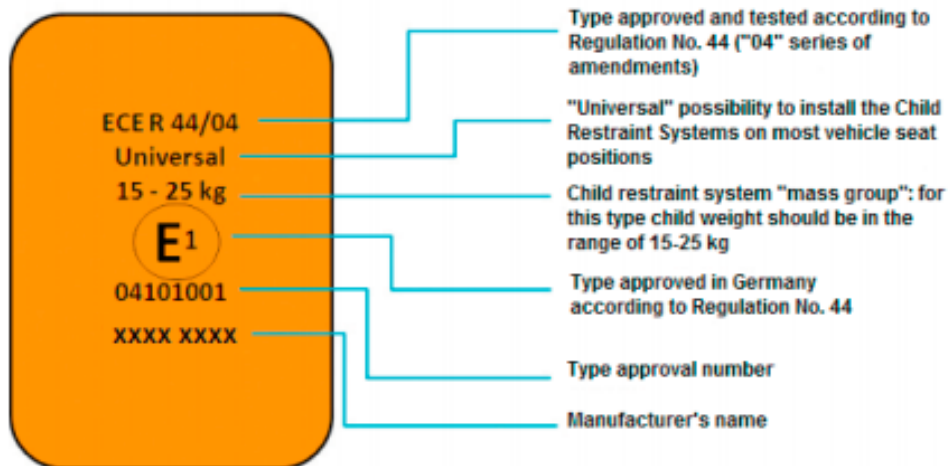 ECE R 44/04
Universal
15 - 25 kg
E1
04101001
XXXX XXXX
Type approved and tested according to
Regulation No. 44 ("04" series of
amendments)
"Universal" possibility to install the Child
Restraint Systems on most vehicle seat
positions
Child restraint system "mass group": for
this type child weight should be in the
range of 15-25 kg
Type approved in Germany
according to Regulation No. 44
Type approval number
Manufacturer's name